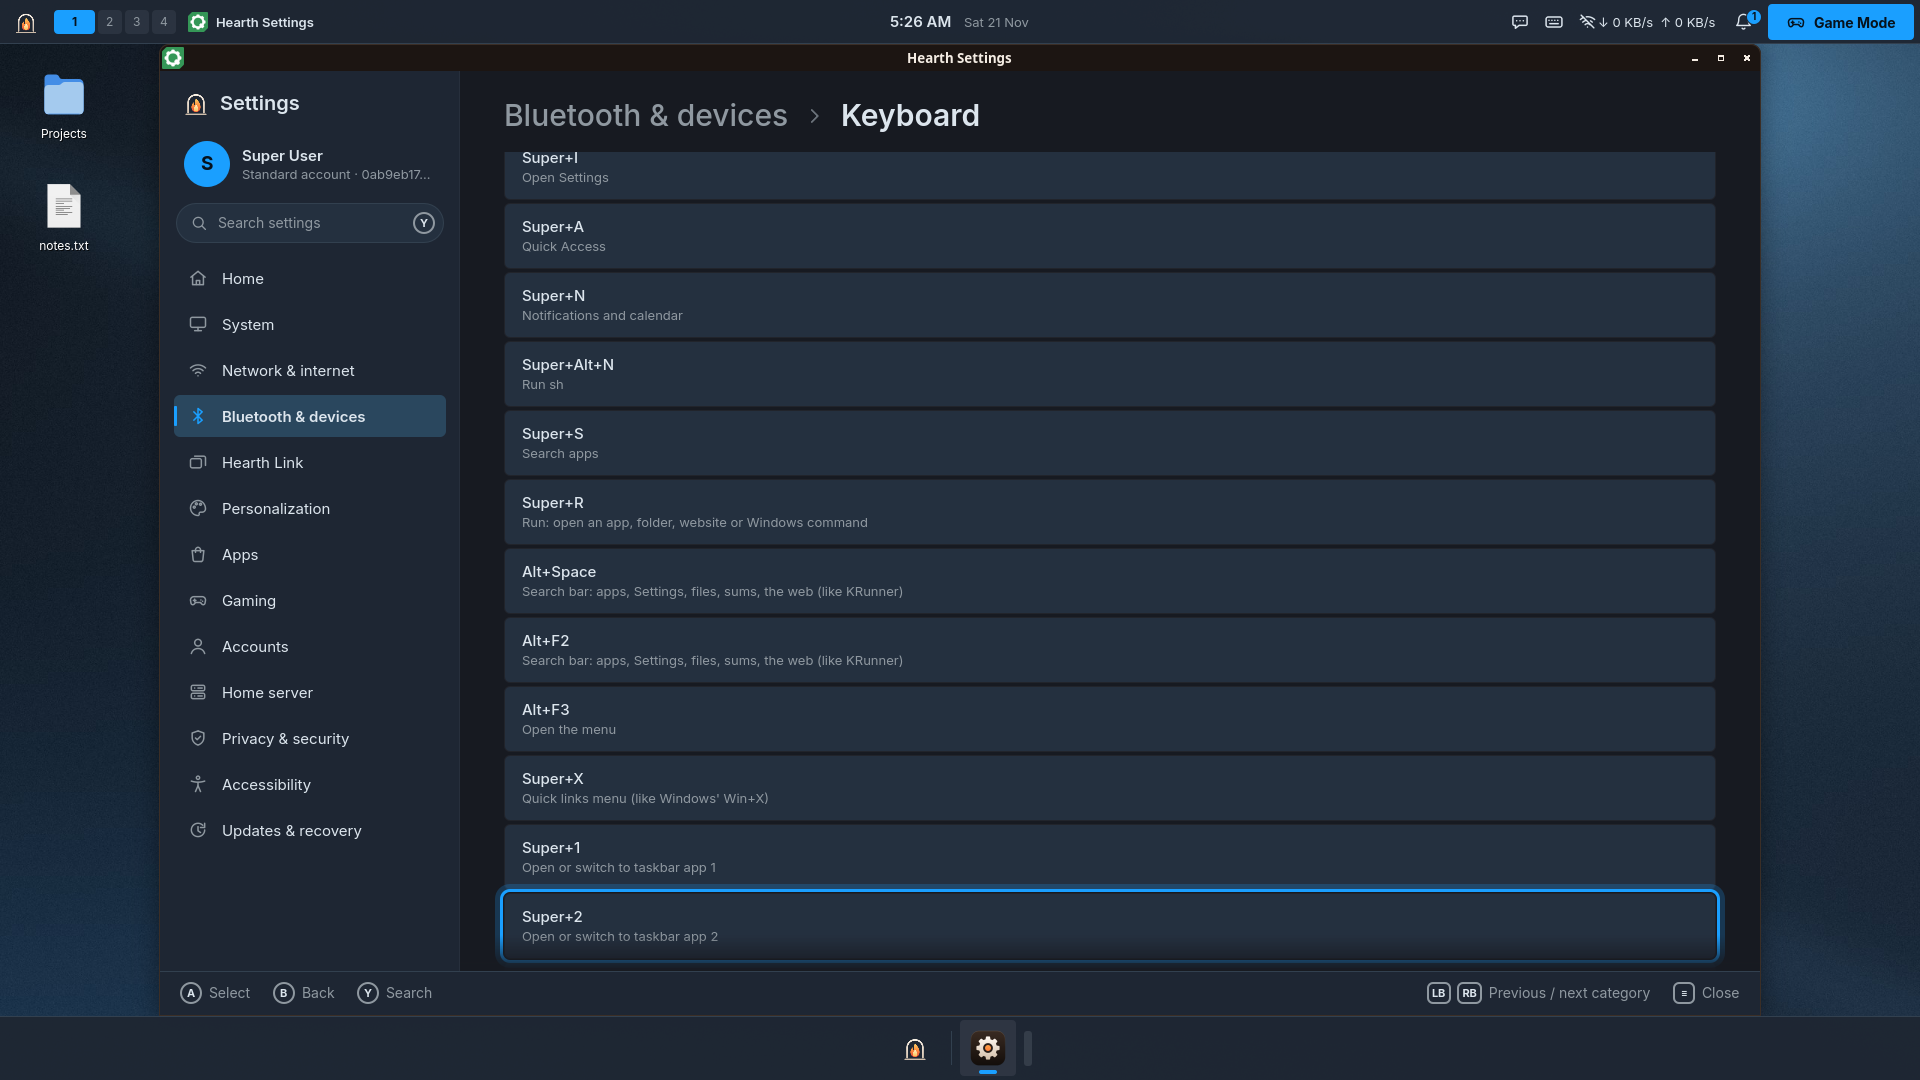 1 2 3 4 Hearth Settings
5:26 AM Sat 21 Nov
↓ 0 KB/s ↑ 0 KB/s
1
Game Mode
Hearth Settings
Projects
notes.txt
Settings
S
Super User
Standard account · 0ab9eb17...
Search settings Y
Home
System
Network & internet
Bluetooth & devices
Hearth Link
Personalization
Apps
Gaming
Accounts
Home server
Privacy & security
Accessibility
Updates & recovery
Bluetooth & devices › Keyboard
Super+I
Open Settings
Super+A
Quick Access
Super+N
Notifications and calendar
Super+Alt+N
Run sh
Super+S
Search apps
Super+R
Run: open an app, folder, website or Windows command
Alt+Space
Search bar: apps, Settings, files, sums, the web (like KRunner)
Alt+F2
Search bar: apps, Settings, files, sums, the web (like KRunner)
Alt+F3
Open the menu
Super+X
Quick links menu (like Windows' Win+X)
Super+1
Open or switch to taskbar app 1
Super+2
Open or switch to taskbar app 2
A Select B Back Y Search
LB RB Previous / next category ≡ Close